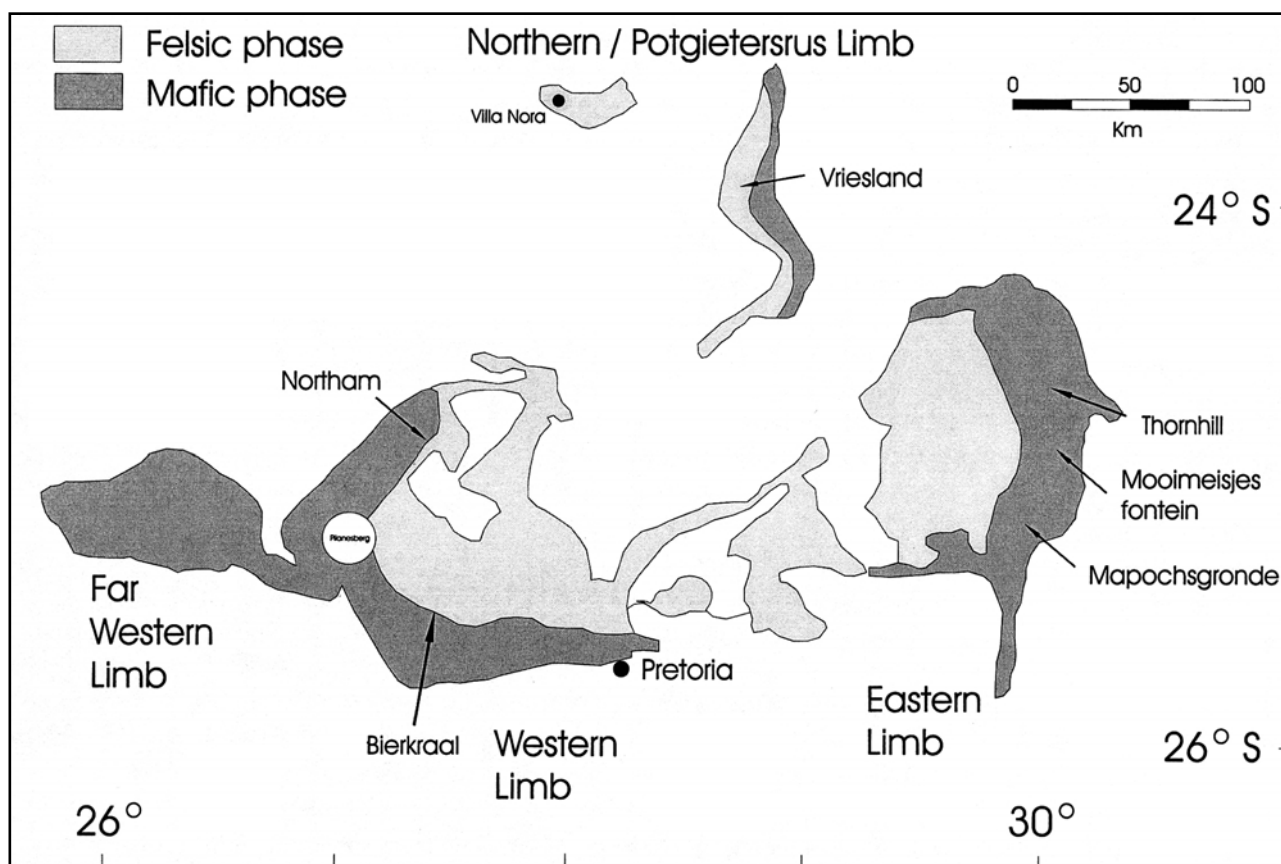 Felsic phase
Mafic phase
Northern / Potgietersrus Limb
Villa Nora
0 50 100
Km
Vriesland
24° S
Northam
Thornhill
Mooimeisjes
fontein
Mapochsgronde
Pilanesberg
Far
Western
Limb
Pretoria
Bierkraal
Western
Limb
Eastern
Limb
26° S
26°
30°